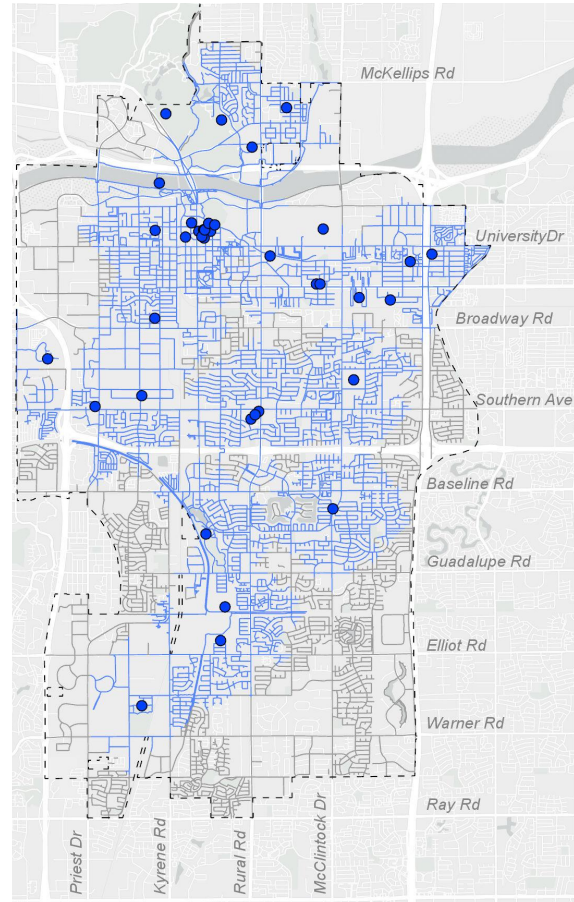 McKellips Rd
UniversityDr
Broadway Rd
Southern Ave
Baseline Rd
Guadalupe Rd
Elliot Rd
Warner Rd
Ray Rd
Priest Dr
Kyrene Rd
Rural Rd
McClintock Dr